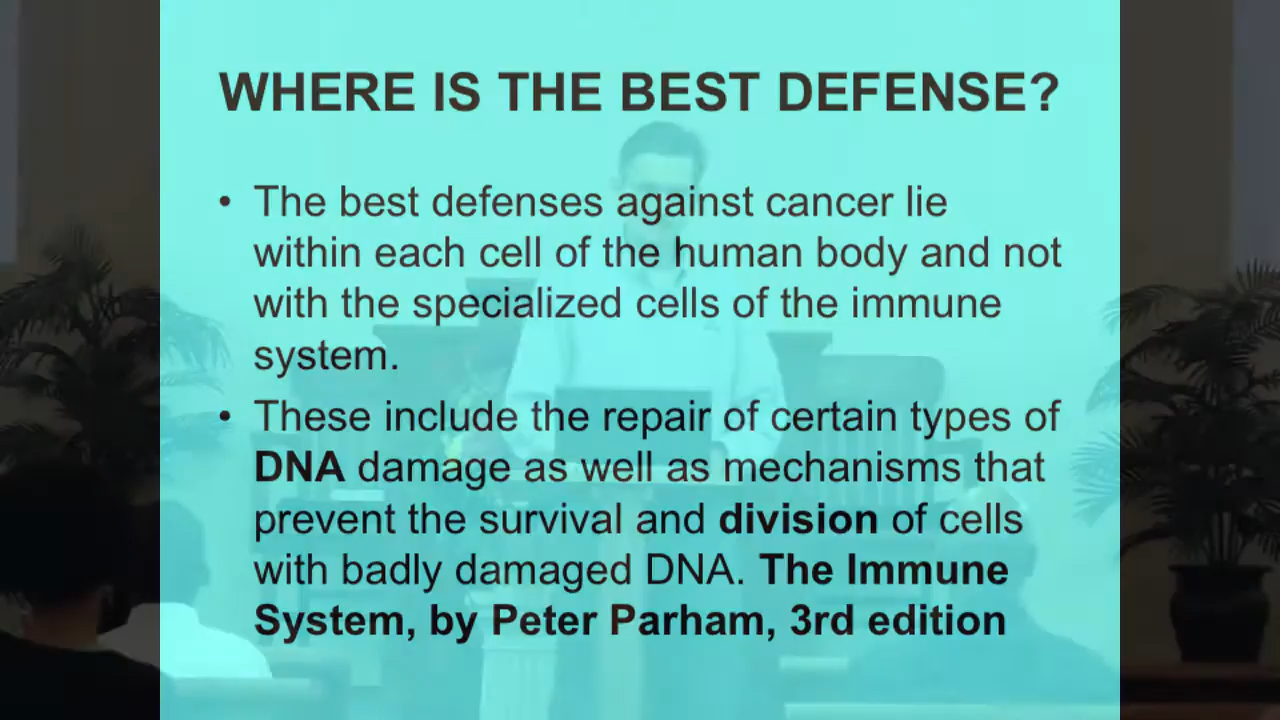 WHERE IS THE BEST DEFENSE?
• The best defenses against cancer lie
within each cell of the human body and not
with the specialized cells of the immune
system.
• These include the repair of certain types of
DNA damage as well as mechanisms that
prevent the survival and division of cells
with badly damaged DNA. The Immune
System, by Peter Parham, 3rd edition